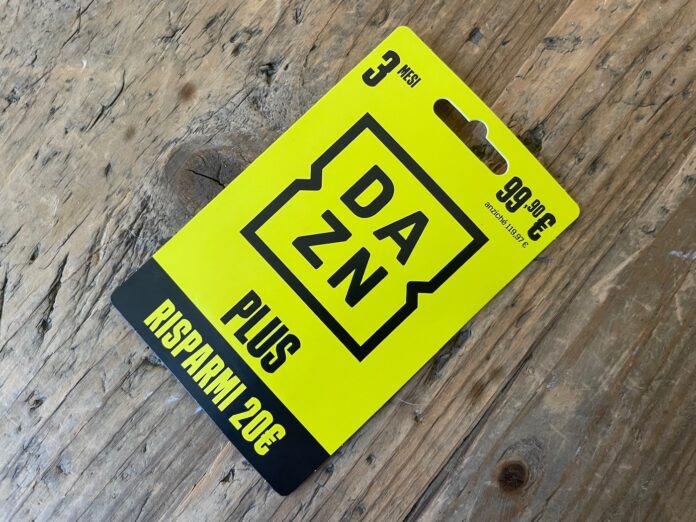 3 MESI
99,90€
anziché 119,97 €
DA
ZN
PLUS
RISPARMI 20€